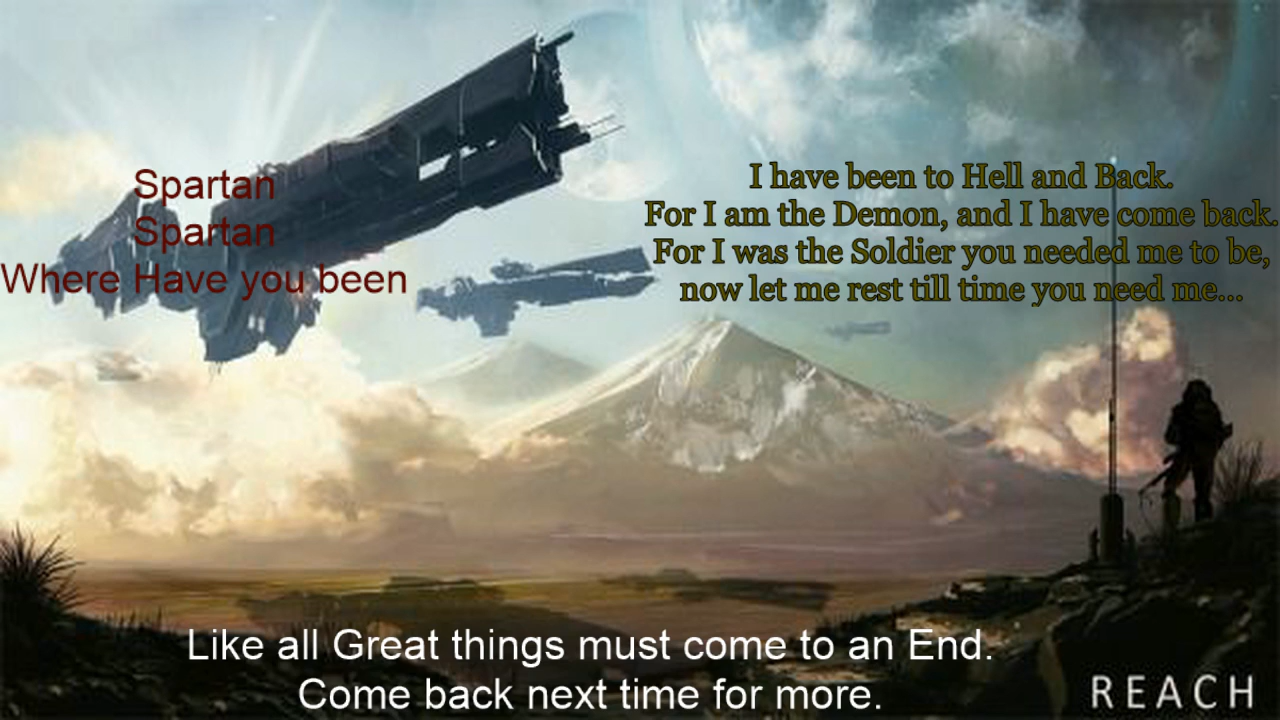 Spartan
Spartan
Where Have you been
I have been to Hell and Back.
For I am the Demon, and I have come back.
For I was the Soldier you needed me to be,
now let me rest till time you need me...
Like all Great things must come to an End.
Come back next time for more.
REACH